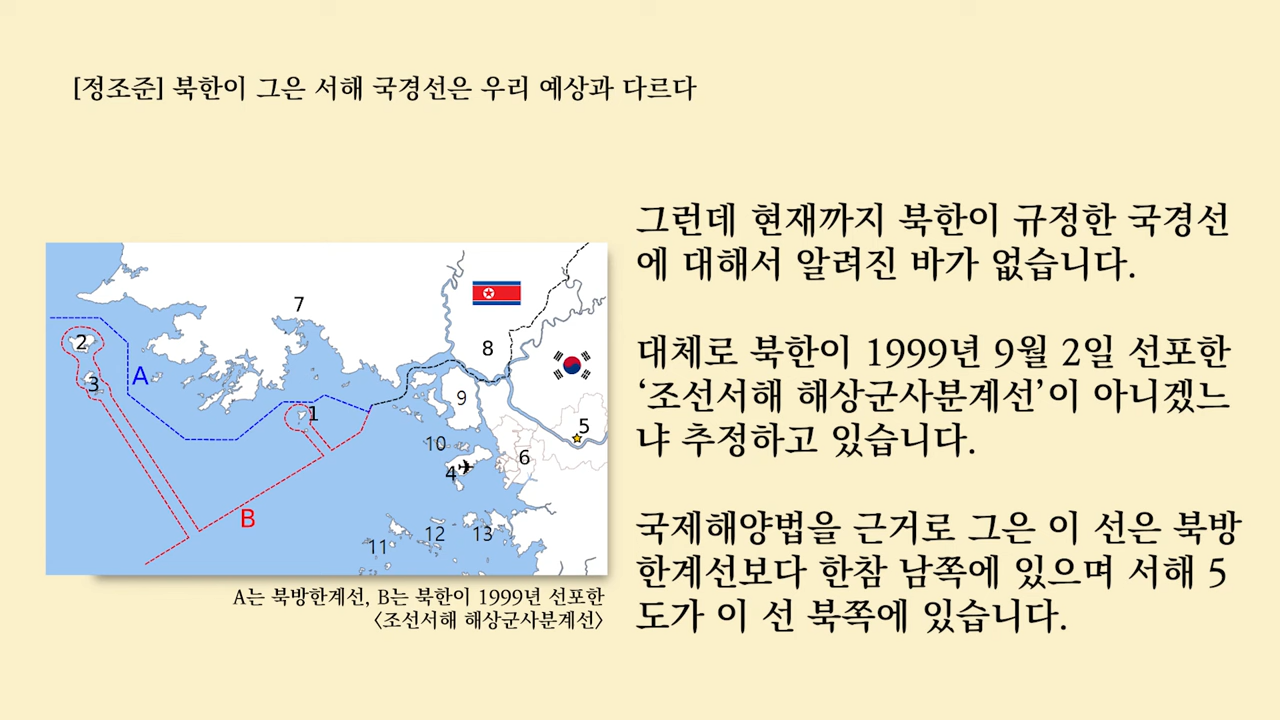 [정조준] 북한이 그은 서해 국경선은 우리 예상과 다르다
그런데 현재까지 북한이 규정한 국경선
에 대해서 알려진 바가 없습니다.
대체로 북한이 1999년 9월 2일 선포한
‘조선서해 해상군사분계선’이 아니겠느
냐 추정하고 있습니다.
국제해양법을 근거로 그은 이 선은 북방
한계선보다 한참 남쪽에 있으며 서해 5
도가 이 선 북쪽에 있습니다.
7
2
8
A
3
9
1
5
10
6
4
B
12
13
11
A는 북방한계선, B는 북한이 1999년 선포한
〈조선서해 해상군사분계선〉